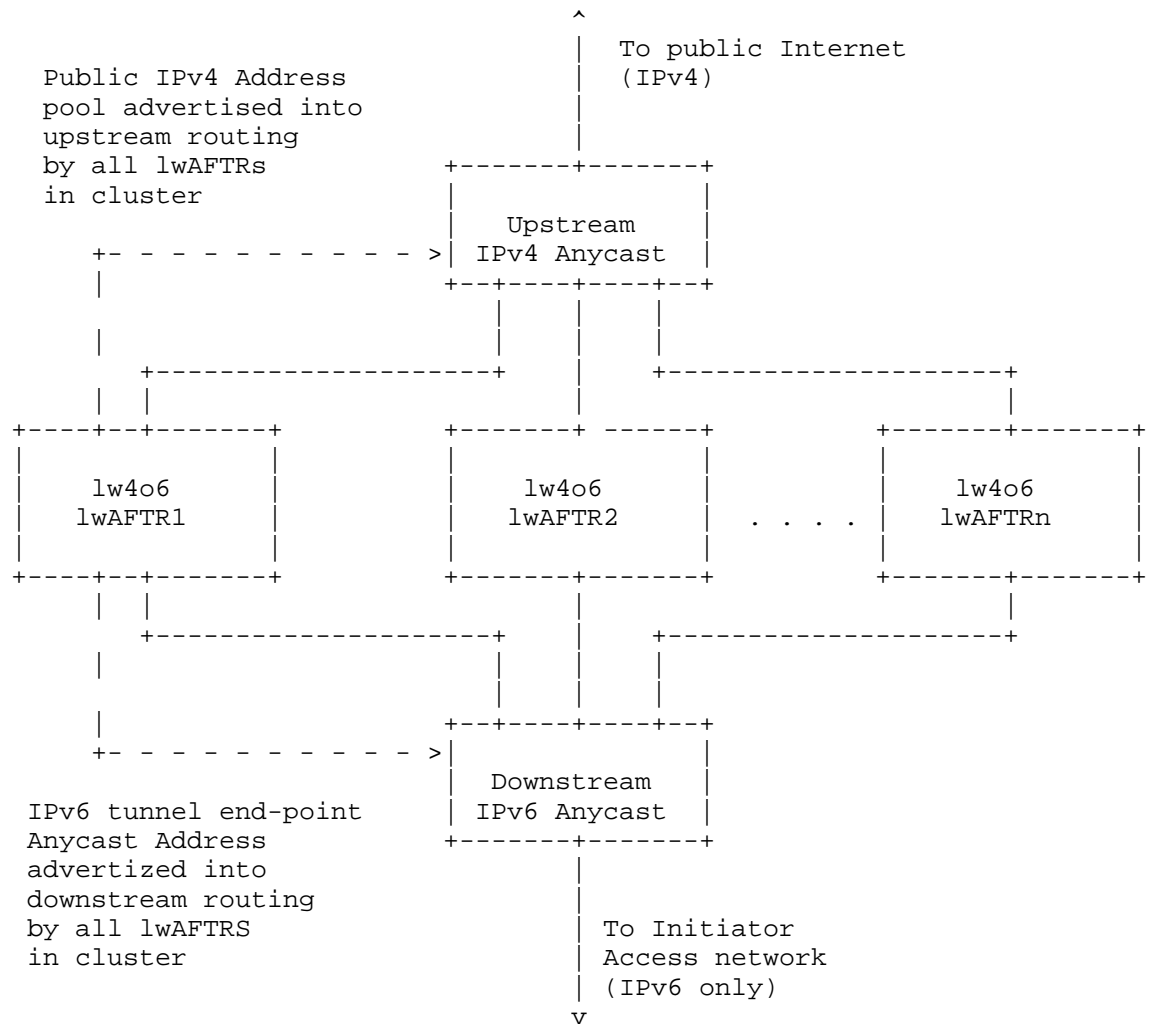 To public Internet
(IPv4)
Public IPv4 Address
pool advertised into
upstream routing
by all lwAFTRs
in cluster
Upstream
IPv4 Anycast
lw4o6
lwAFTR1
lw4o6
lwAFTR2
. . . .
lw4o6
lwAFTRn
Downstream
IPv6 Anycast
IPv6 tunnel end-point
Anycast Address
advertized into
downstream routing
by all lwAFTRS
in cluster
To Initiator
Access network
(IPv6 only)